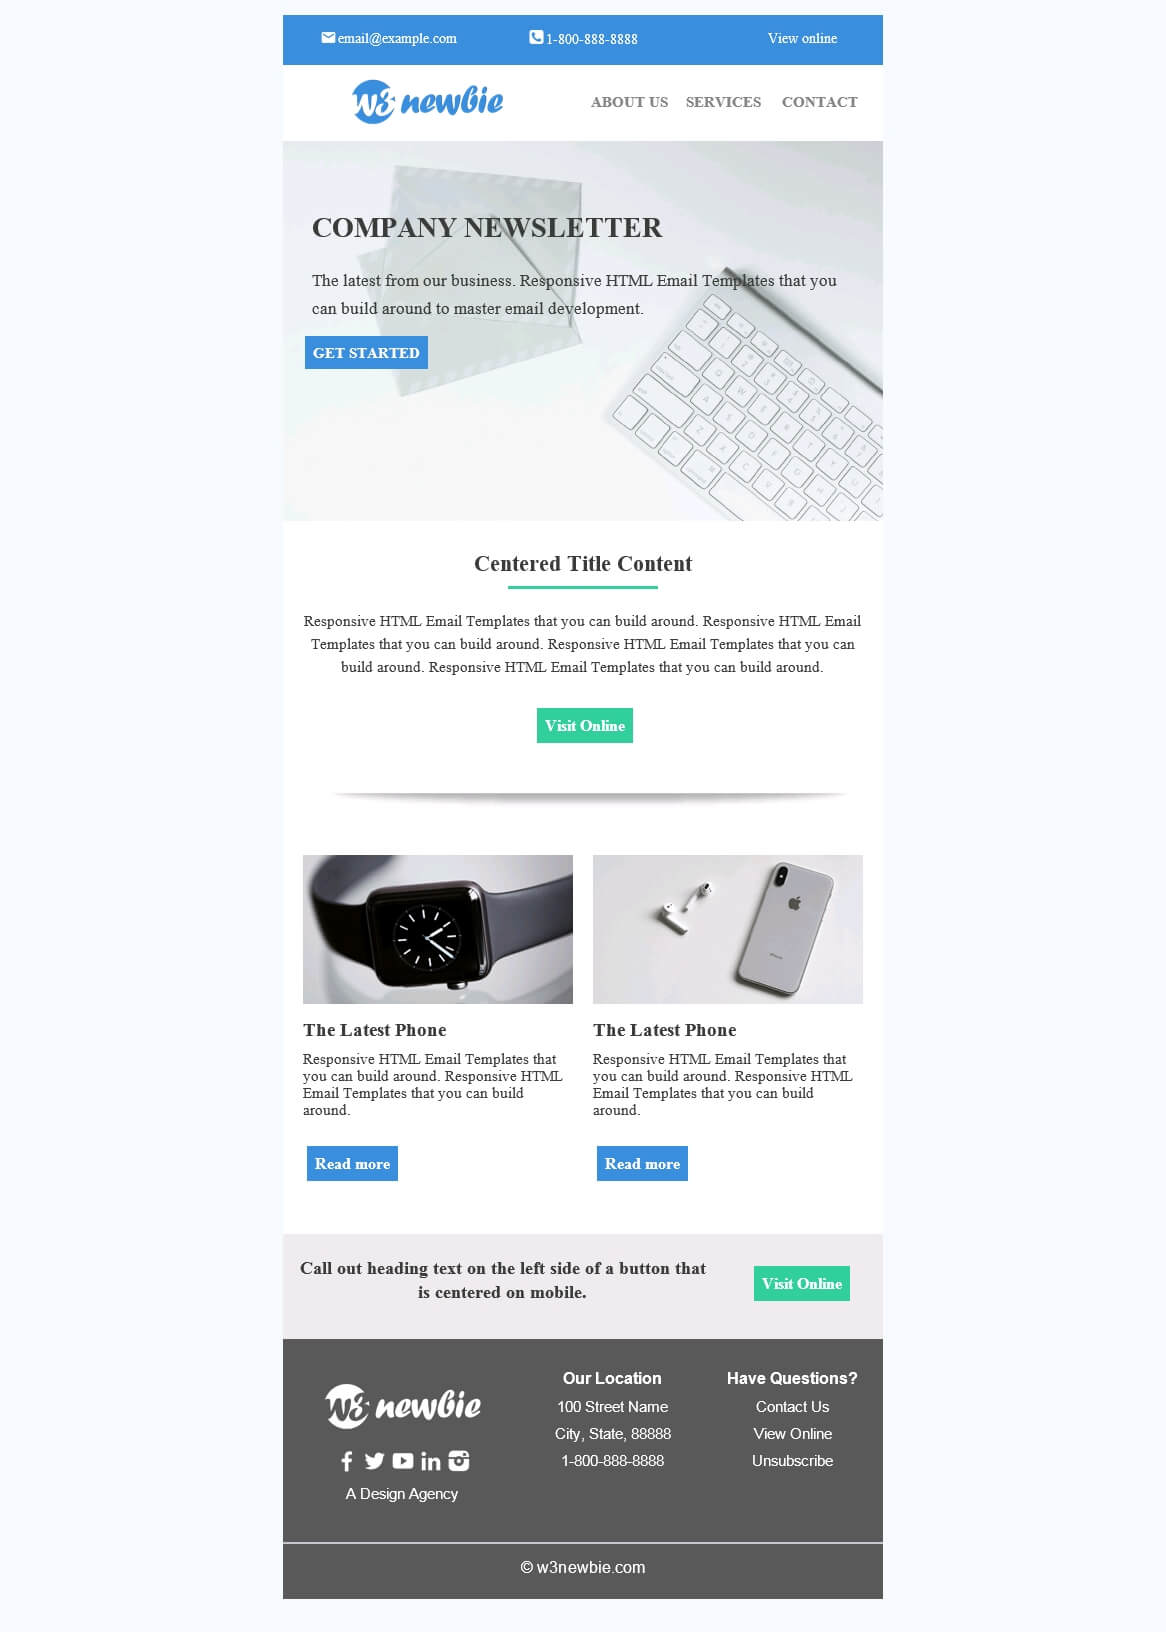 email@example.com
1-800-888-8888
View online
W3 newbie
ABOUT US SERVICES CONTACT
COMPANY NEWSLETTER
The latest from our business. Responsive HTML Email Templates that you
can build around to master email development.
GET STARTED
Centered Title Content
Responsive HTML Email Templates that you can build around. Responsive HTML Email
Templates that you can build around. Responsive HTML Email Templates that you can
build around. Responsive HTML Email Templates that you can build around.
Visit Online
The Latest Phone
Responsive HTML Email Templates that
you can build around. Responsive HTML
Email Templates that you can build
around.
Read more
iPhone
The Latest Phone
Responsive HTML Email Templates that
you can build around. Responsive HTML
Email Templates that you can build
around.
Read more
Call out heading text on the left side of a button that
is centered on mobile.
Visit Online
W3 newbie
A Design Agency
Our Location
100 Street Name
City, State, 88888
1-800-888-8888
Have Questions?
Contact Us
View Online
Unsubscribe
© w3newbie.com